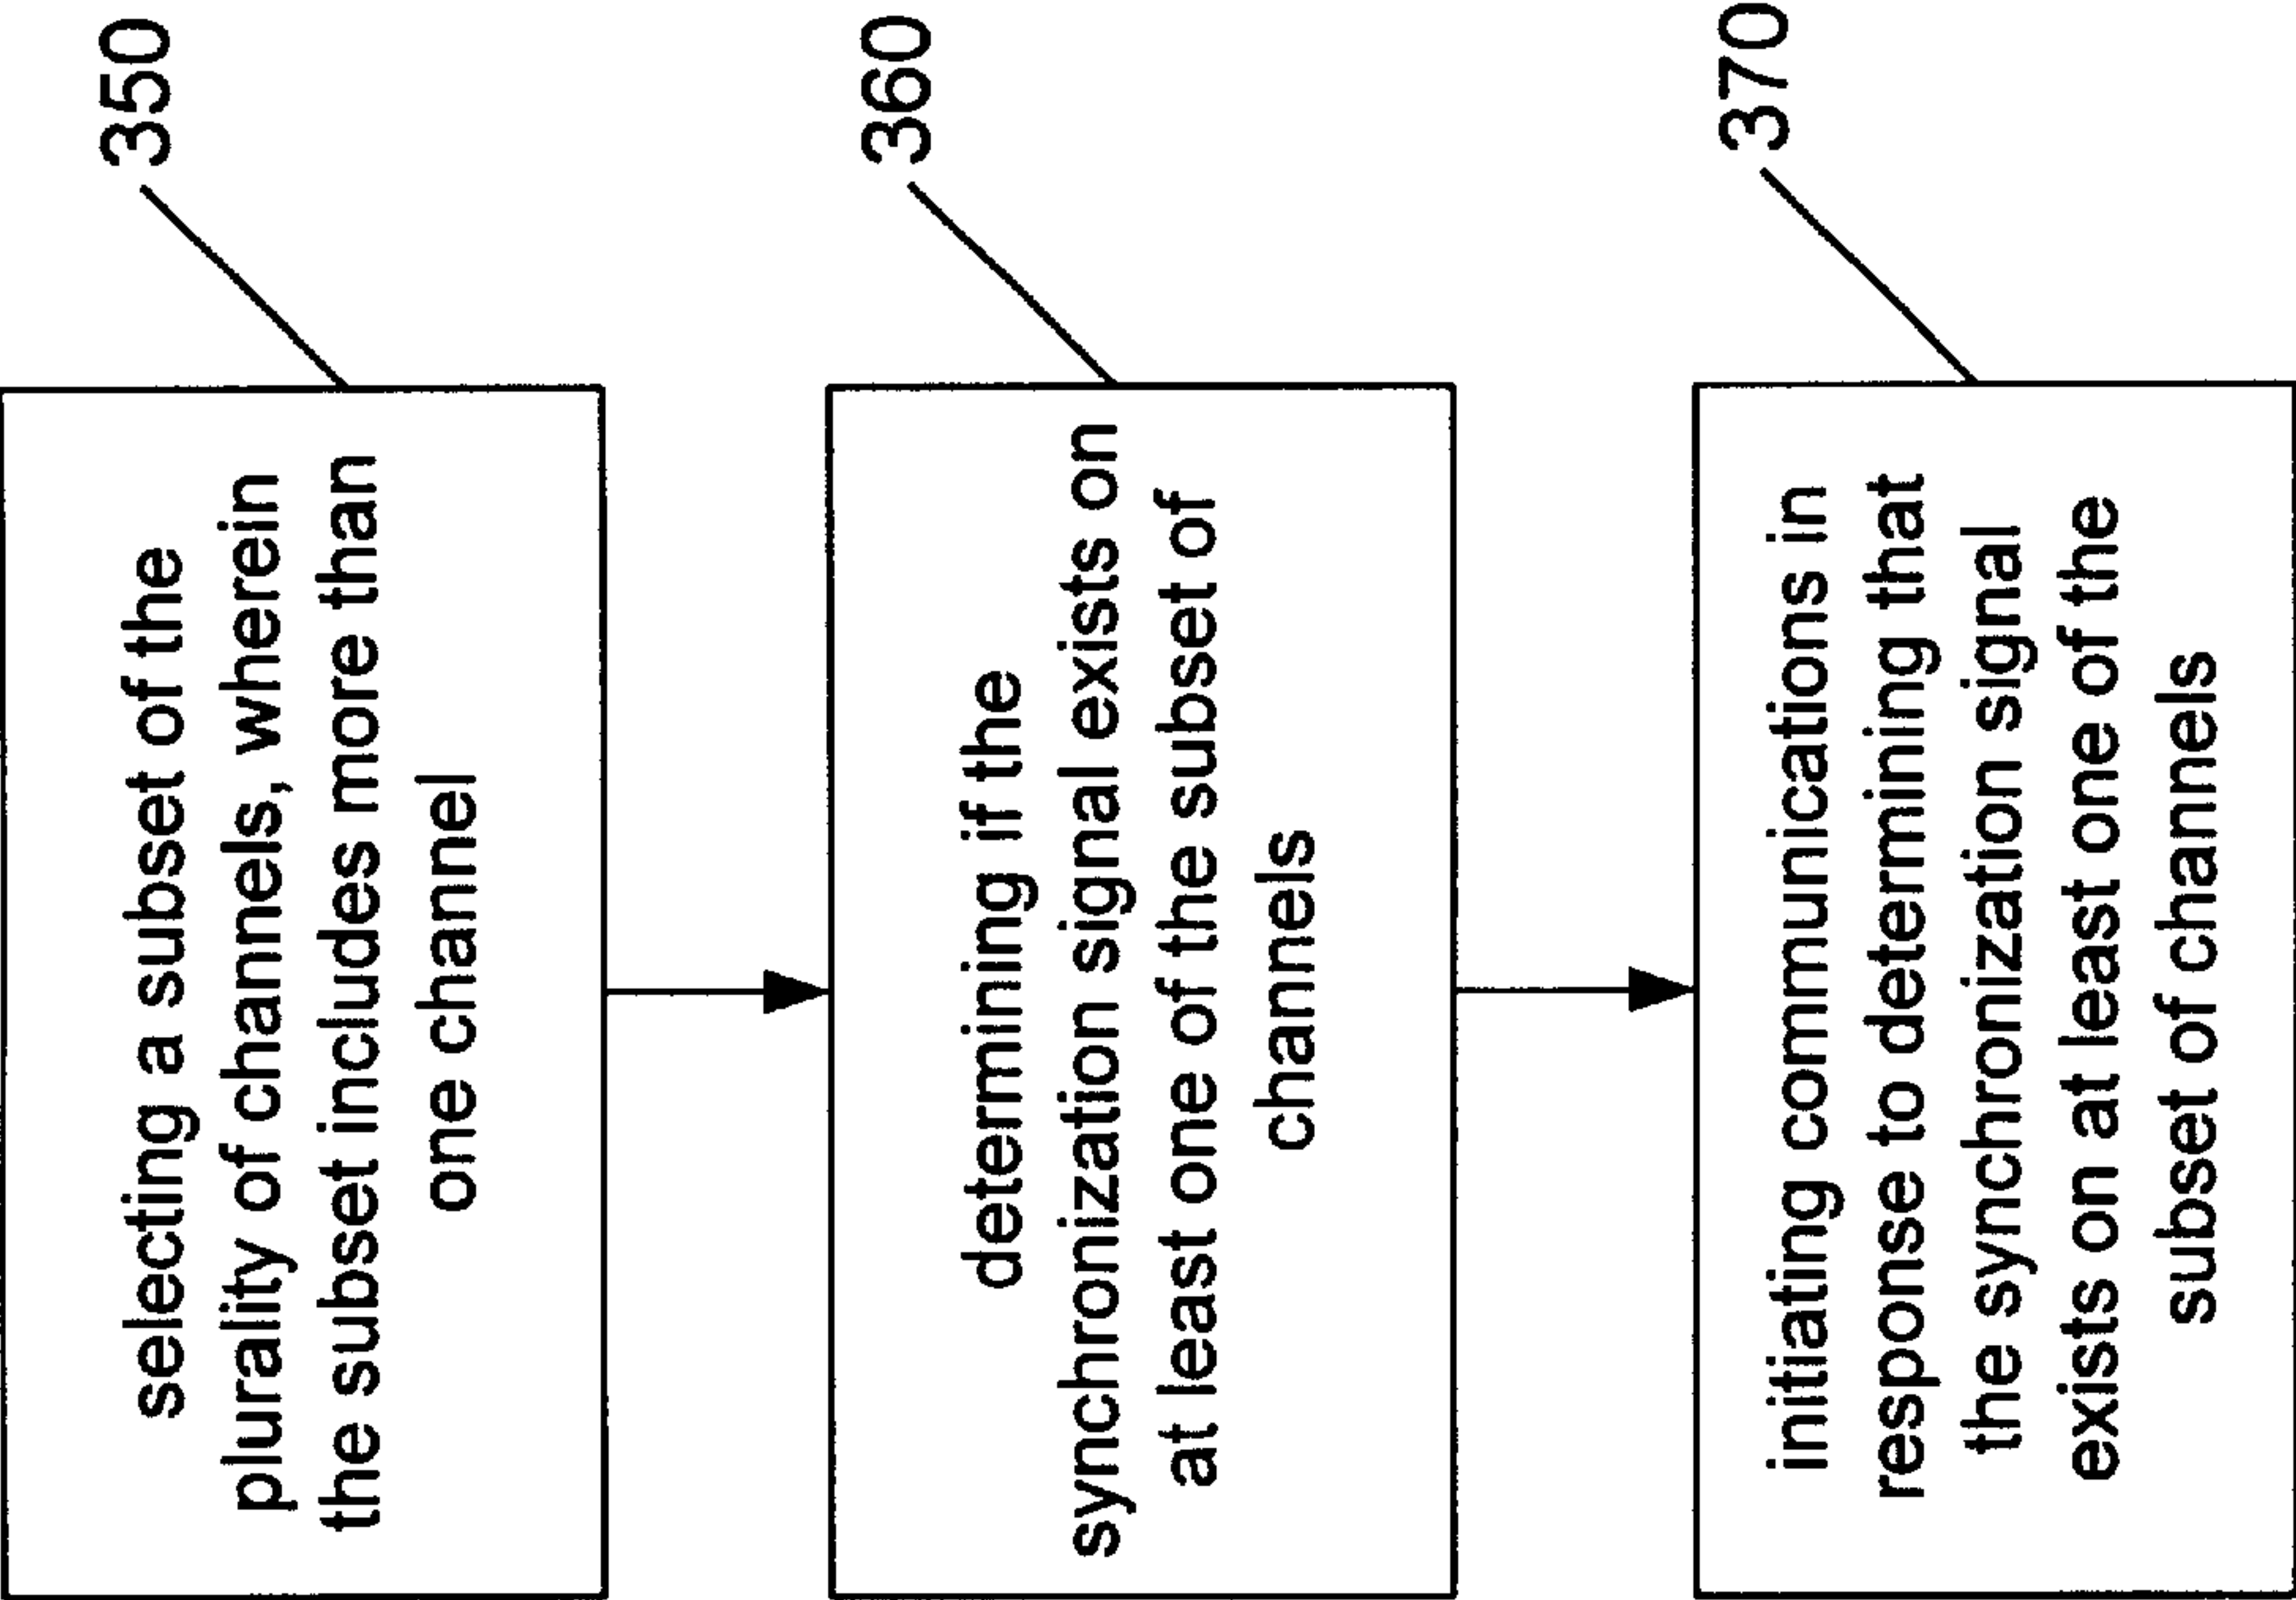 selecting a subset of the
plurality of channels, wherein
the subset includes more than
one channel
350
determining if the
synchronization signal exists on
at least one of the subset of
channels
360
initiating communications in
response to determining that
the synchronization signal
exists on at least one of the
subset of channels
370